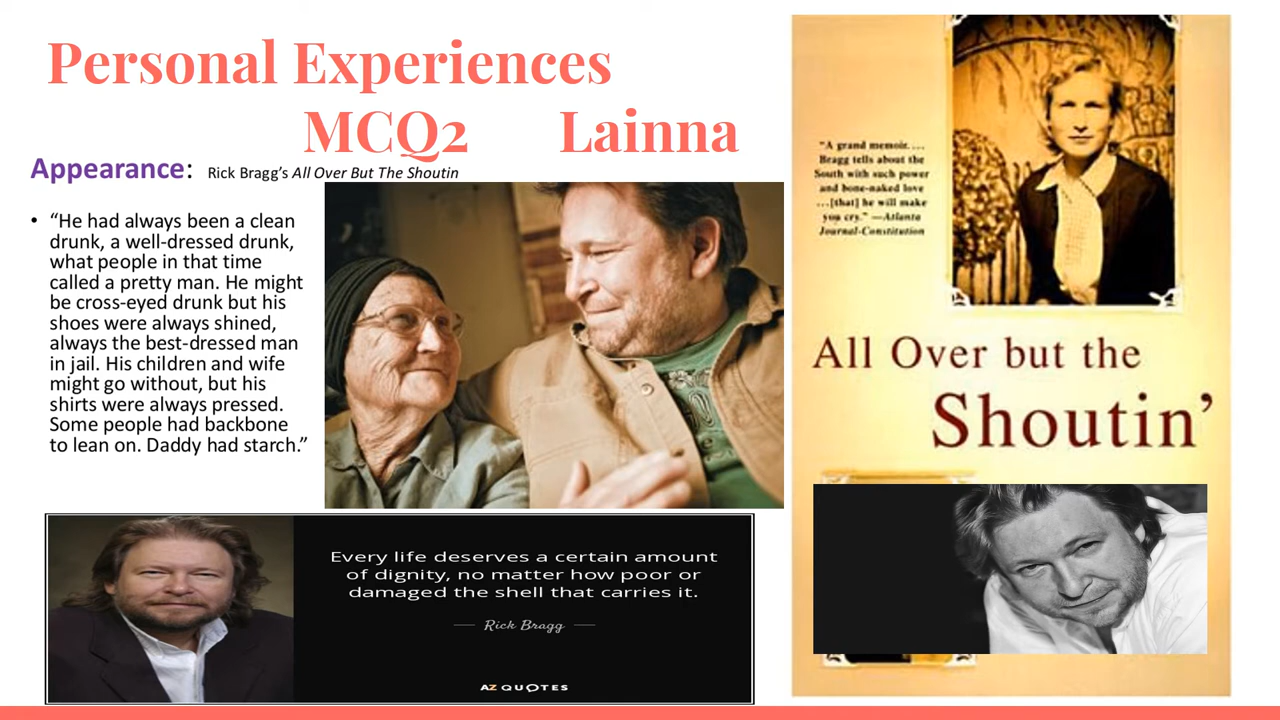 Personal Experiences
MCQ2 Lainna
Appearance: Rick Bragg’s All Over But The Shoutin
• “He had always been a clean
drunk, a well-dressed drunk,
what people in that time
called a pretty man. He might
be cross-eyed drunk but his
shoes were always shined,
always the best-dressed man
in jail. His children and wife
might go without, but his
shirts were always pressed.
Some people had backbone
to lean on. Daddy had starch.”
Every life deserves a certain amount
of dignity, no matter how poor or
damaged the shell that carries it.
Rick Bragg
AZ QUOTES
"A grand memoir....
Bragg tells about the
South with such power
and bone-naked love
...[that] he will make
you cry." —Atlanta
Journal-Constitution
All Over but the
Shoutin’